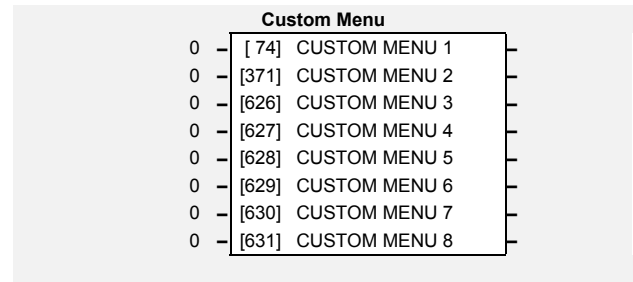 Custom Menu
0 – [ 74] CUSTOM MENU 1 –
0 – [371] CUSTOM MENU 2 –
0 – [626] CUSTOM MENU 3 –
0 – [627] CUSTOM MENU 4 –
0 – [628] CUSTOM MENU 5 –
0 – [629] CUSTOM MENU 6 –
0 – [630] CUSTOM MENU 7 –
0 – [631] CUSTOM MENU 8 –